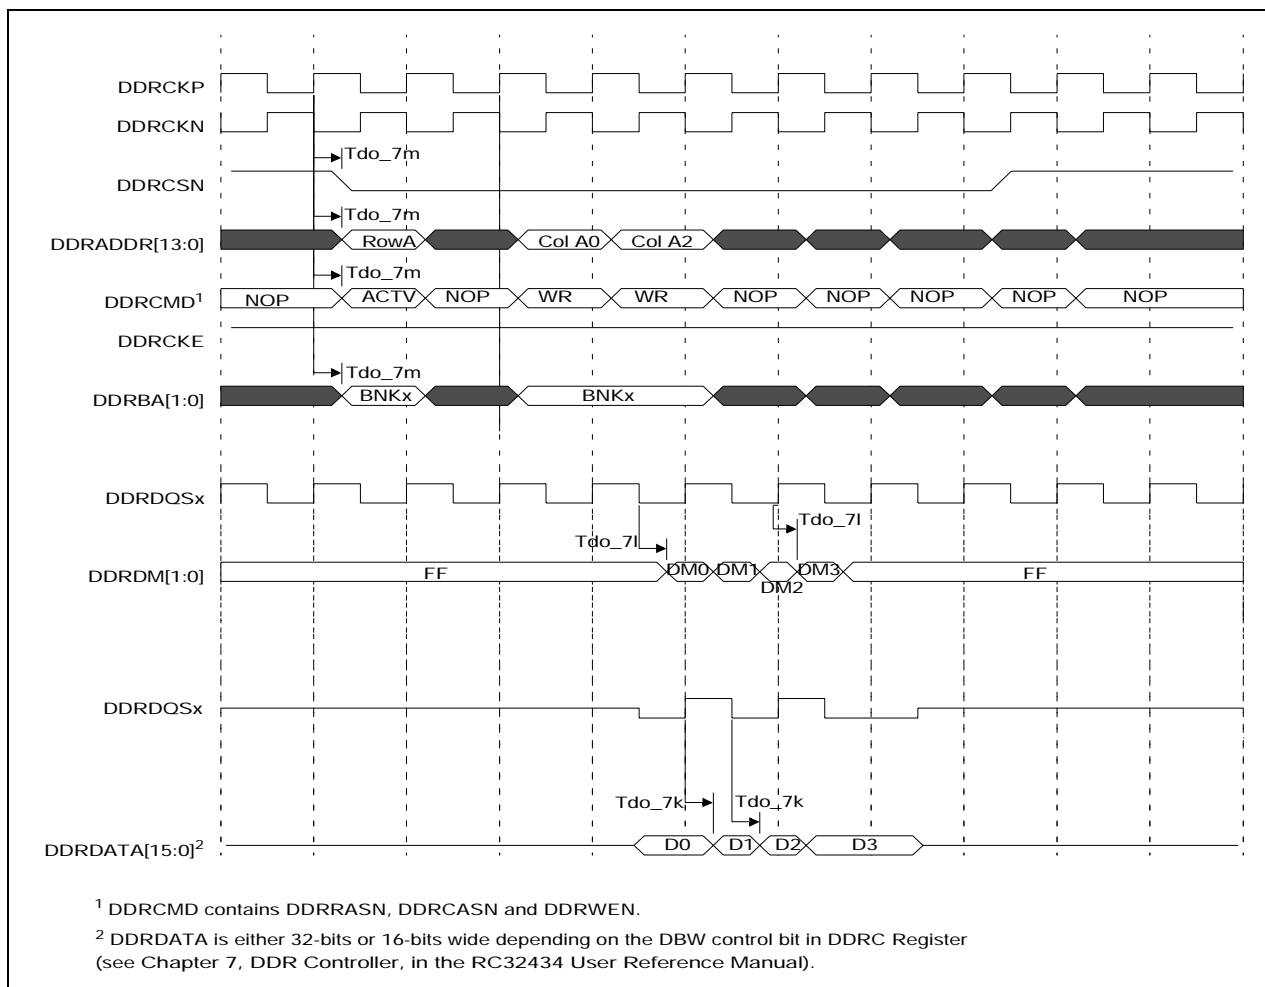 DDRCKP
DDRCKN
Tdo_7m
DDRCSN
Tdo_7m
DDRADDR[13:0] RowA Col A0 Col A2
Tdo_7m
DDRCMD1 NOP ACTV NOP WR WR NOP NOP NOP NOP NOP
DDRCKE
Tdo_7m
DDRBA[1:0] BNKx BNKx
DDRDQSx
Tdo_7l Tdo_7l
DDRDM[1:0] FF DM0 DM1 DM2 DM3 FF
DDRDQSx
Tdo_7k Tdo_7k
DDRDATA[15:0]2 D0 D1 D2 D3
1 DDRCMD contains DDRRASN, DDRCASN and DDRWEN.
2 DDRDATA is either 32-bits or 16-bits wide depending on the DBW control bit in DDRC Register
(see Chapter 7, DDR Controller, in the RC32434 User Reference Manual).